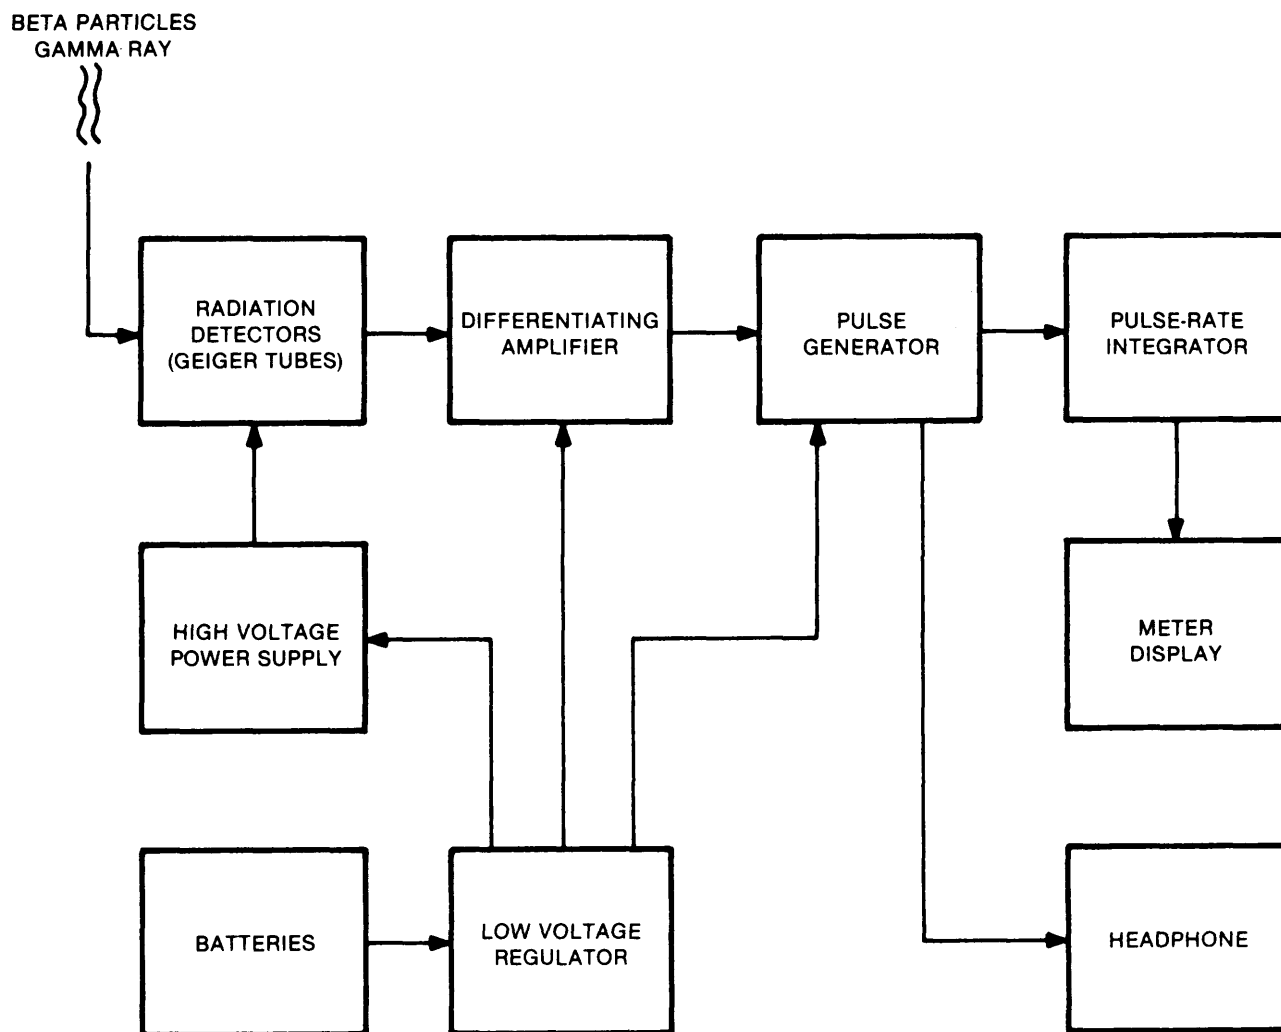 BETA PARTICLES
GAMMA RAY
RADIATION
DETECTORS
(GEIGER TUBES)
DIFFERENTIATING
AMPLIFIER
PULSE
GENERATOR
PULSE-RATE
INTEGRATOR
HIGH VOLTAGE
POWER SUPPLY
METER
DISPLAY
BATTERIES
LOW VOLTAGE
REGULATOR
HEADPHONE